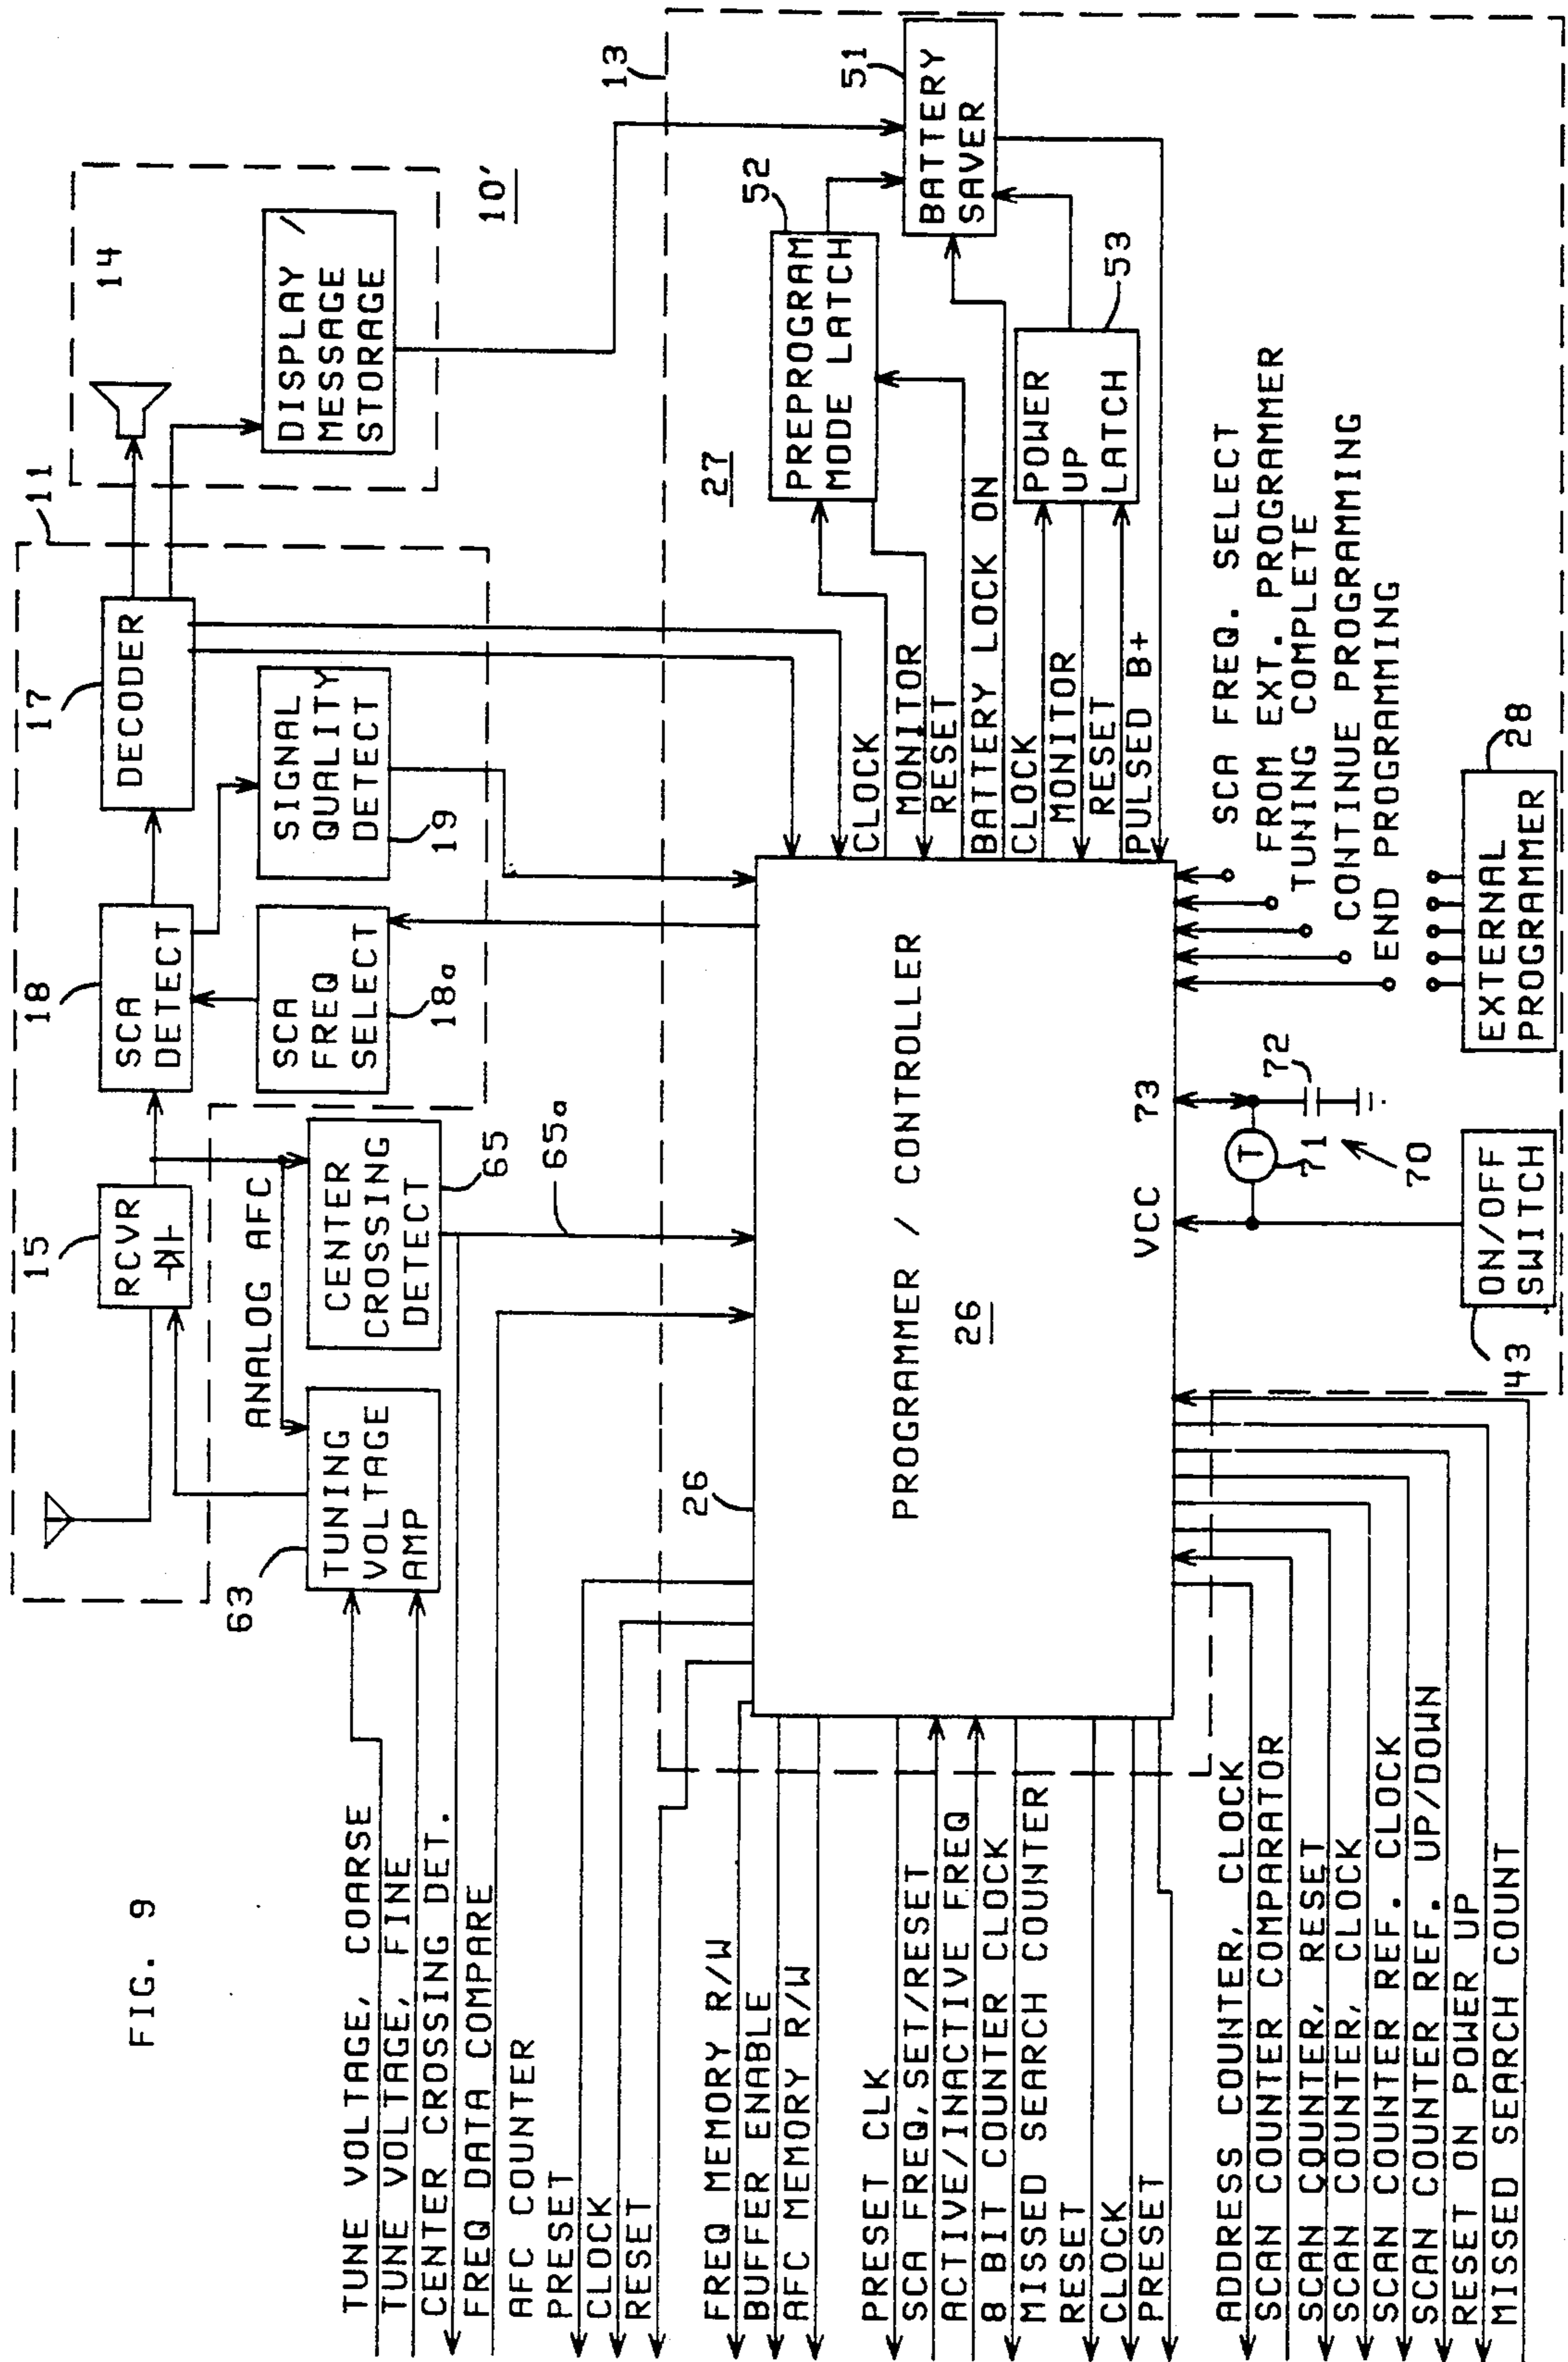 FIG. 9
15
RCVR
18
SCA
DETECT
17
DECODER
11
14
DISPLAY /
MESSAGE
STORAGE
10'
63
TUNING
VOLTAGE
AMP
ANALOG AFC
CENTER
CROSSING
DETECT
65
65a
SCA
FREQ
SELECT
18a
SIGNAL
QUALITY
DETECT
19
TUNE VOLTAGE, COARSE
TUNE VOLTAGE, FINE
CENTER CROSSING DET.
FREQ DATA COMPARE
AFC COUNTER
PRESET
CLOCK
RESET
FREQ MEMORY R/W
BUFFER ENABLE
AFC MEMORY R/W
PRESET CLK
SCA FREQ, SET/RESET
ACTIVE/INACTIVE FREQ
8 BIT COUNTER CLOCK
MISSED SEARCH COUNTER
RESET
CLOCK
PRESET
ADDRESS COUNTER, CLOCK
SCAN COUNTER COMPARATOR
SCAN COUNTER, RESET
SCAN COUNTER, CLOCK
SCAN COUNTER REF. CLOCK
SCAN COUNTER REF. UP/DOWN
RESET ON POWER UP
MISSED SEARCH COUNT
26
PROGRAMMER / CONTROLLER
26
VCC
73
T
71
72
70
ON/OFF
SWITCH
43
13
27
CLOCK
MONITOR
RESET
BATTERY LOCK ON
CLOCK
MONITOR
RESET
PULSED B+
PREPROGRAM
MODE LATCH
52
BATTERY
SAVER
51
POWER
UP
LATCH
53
SCA FREQ. SELECT
FROM EXT. PROGRAMMER
TUNING COMPLETE
CONTINUE PROGRAMMING
END PROGRAMMING
EXTERNAL
PROGRAMMER
28